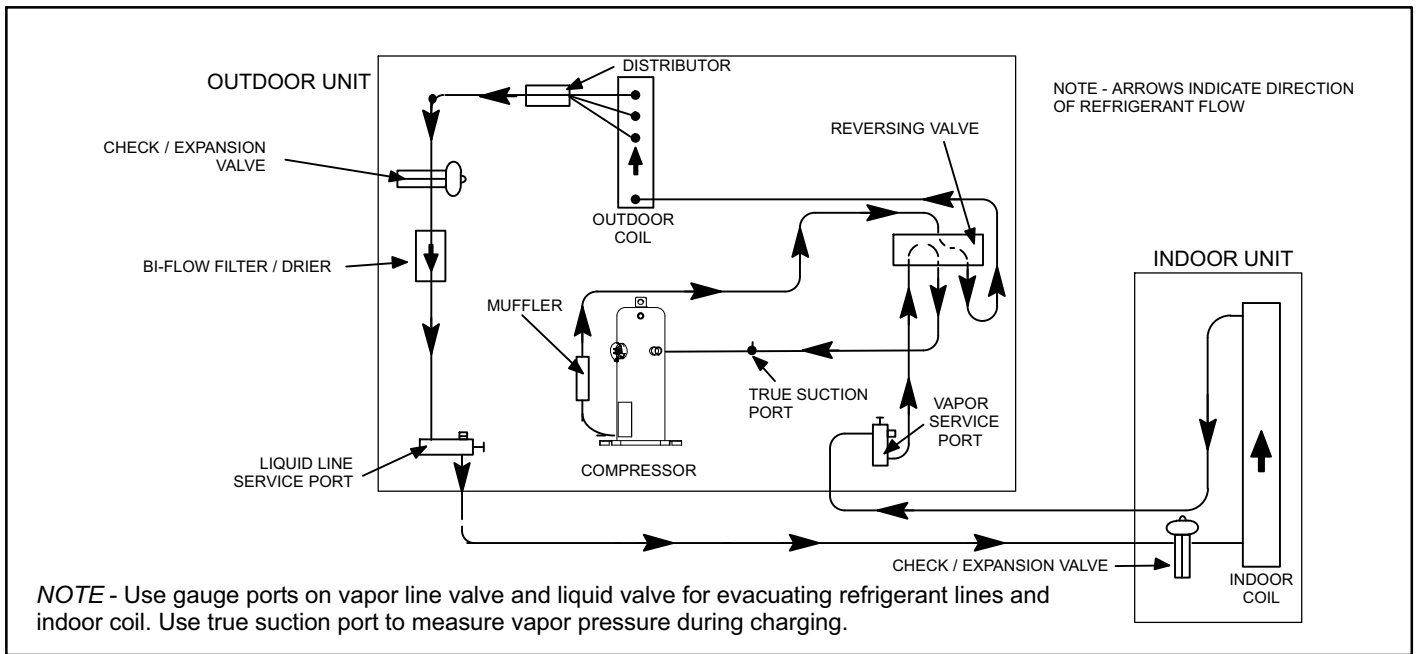 OUTDOOR UNIT
DISTRIBUTOR
NOTE - ARROWS INDICATE DIRECTION
OF REFRIGERANT FLOW
REVERSING VALVE
CHECK / EXPANSION
VALVE
OUTDOOR
COIL
BI-FLOW FILTER / DRIER
INDOOR UNIT
MUFFLER
TRUE SUCTION
PORT
VAPOR
SERVICE
PORT
LIQUID LINE
SERVICE PORT
COMPRESSOR
CHECK / EXPANSION VALVE
INDOOR
COIL
NOTE - Use gauge ports on vapor line valve and liquid valve for evacuating refrigerant lines and
indoor coil. Use true suction port to measure vapor pressure during charging.